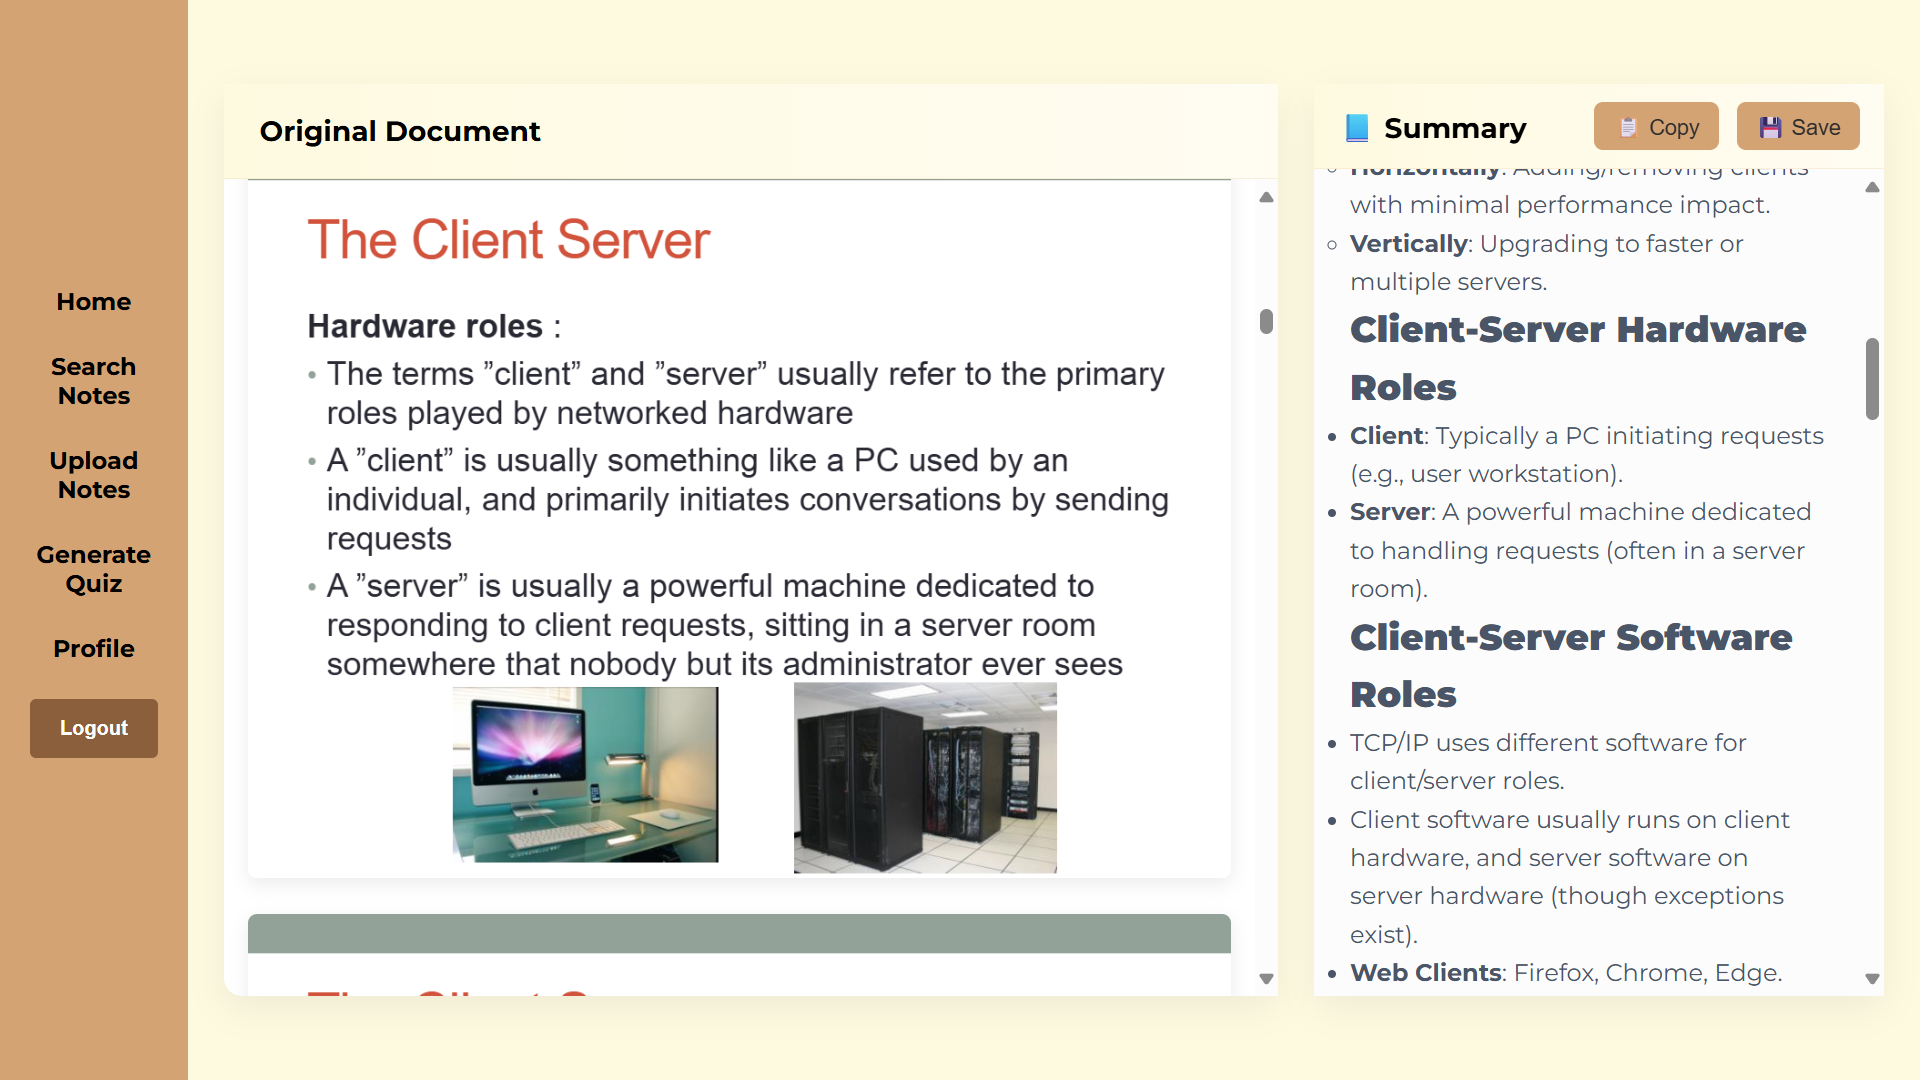 Home
Search
Notes
Upload
Notes
Generate
Quiz
Profile
Logout
Original Document
The Client Server
Hardware roles :
• The terms ”client” and ”server” usually refer to the primary
roles played by networked hardware
• A ”client” is usually something like a PC used by an
individual, and primarily initiates conversations by sending
requests
• A ”server” is usually a powerful machine dedicated to
responding to client requests, sitting in a server room
somewhere that nobody but its administrator ever sees
Summary
Copy
Save
Horizontally: Adding/removing clients
with minimal performance impact.
Vertically: Upgrading to faster or
multiple servers.
Client-Server Hardware
Roles
• Client: Typically a PC initiating requests
(e.g., user workstation).
• Server: A powerful machine dedicated
to handling requests (often in a server
room).
Client-Server Software
Roles
• TCP/IP uses different software for
client/server roles.
• Client software usually runs on client
hardware, and server software on
server hardware (though exceptions
exist).
• Web Clients: Firefox, Chrome, Edge.